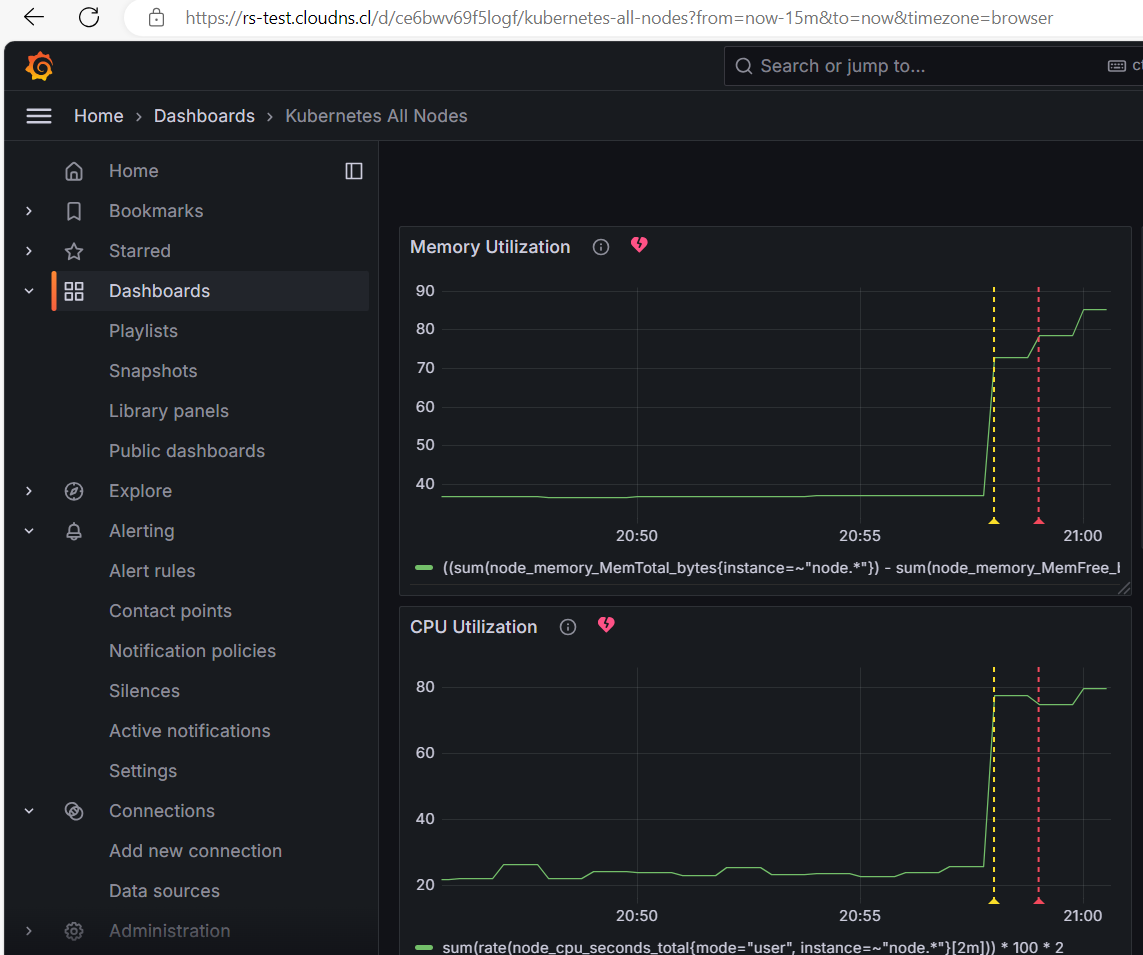 https://rs-test.cloudns.cl/d/ce6bwv69f5logf/kubernetes-all-nodes?from=now-15m&to=now&timezone=browser
Search or jump to...
Home › Dashboards › Kubernetes All Nodes
Home
Bookmarks
Starred
Dashboards
Playlists
Snapshots
Library panels
Public dashboards
Explore
Alerting
Alert rules
Contact points
Notification policies
Silences
Active notifications
Settings
Connections
Add new connection
Data sources
Administration
Memory Utilization
90
80
70
60
50
40
20:50 20:55 21:00
((sum(node_memory_MemTotal_bytes{instance=~"node.*"}) - sum(node_memory_MemFree_
CPU Utilization
80
60
40
20
20:50 20:55 21:00
sum(rate(node_cpu_seconds_total{mode="user", instance=~"node.*"}[2m])) * 100 * 2